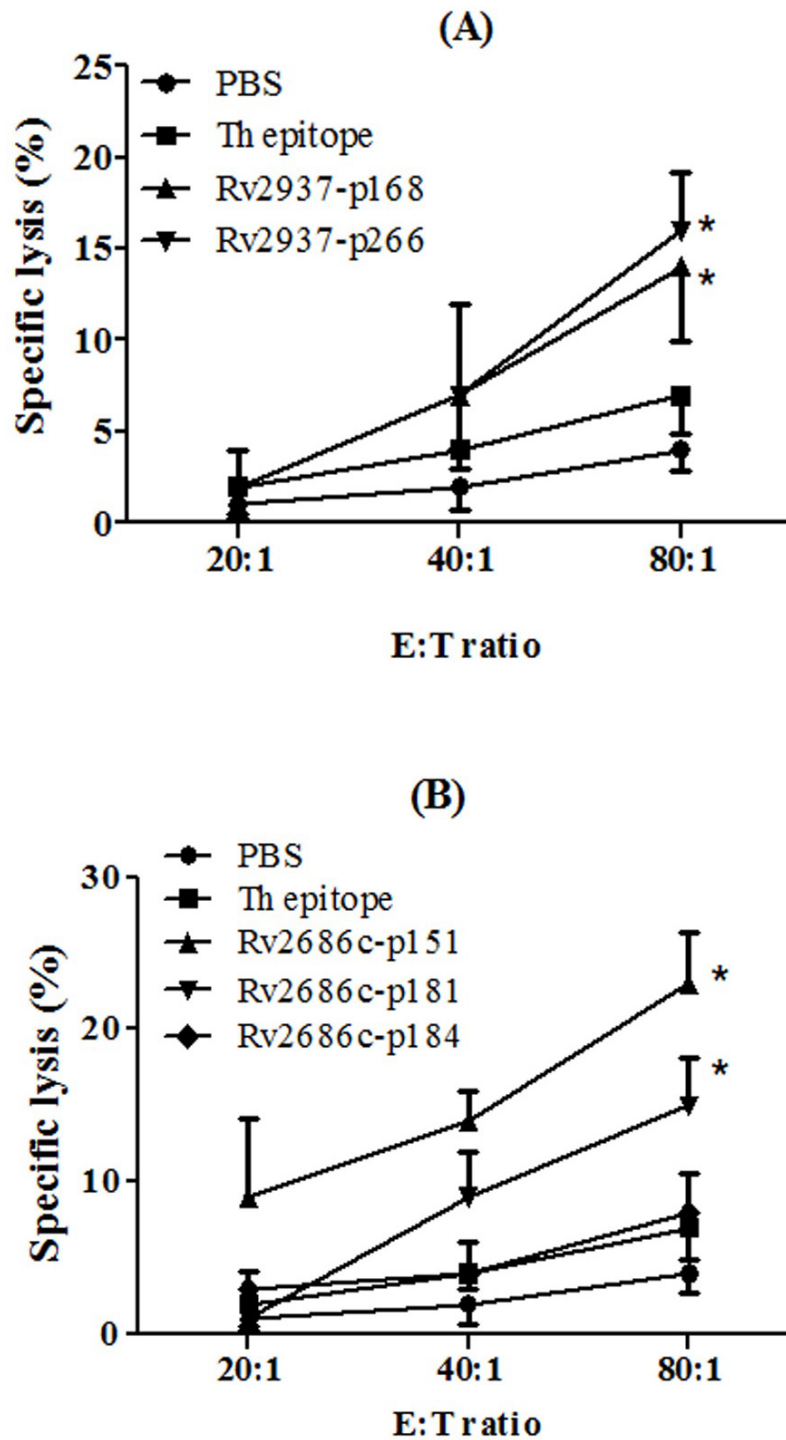 (A)
Specific lysis (%)
25
20
15
10
5
0
PBS
Th epitope
Rv2937-p168
Rv2937-p266
*
*
20:1 40:1 80:1
E:T ratio
(B)
Specific lysis (%)
30
20
10
0
PBS
Th epitope
Rv2686c-p151
Rv2686c-p181
Rv2686c-p184
*
*
20:1 40:1 80:1
E:T ratio